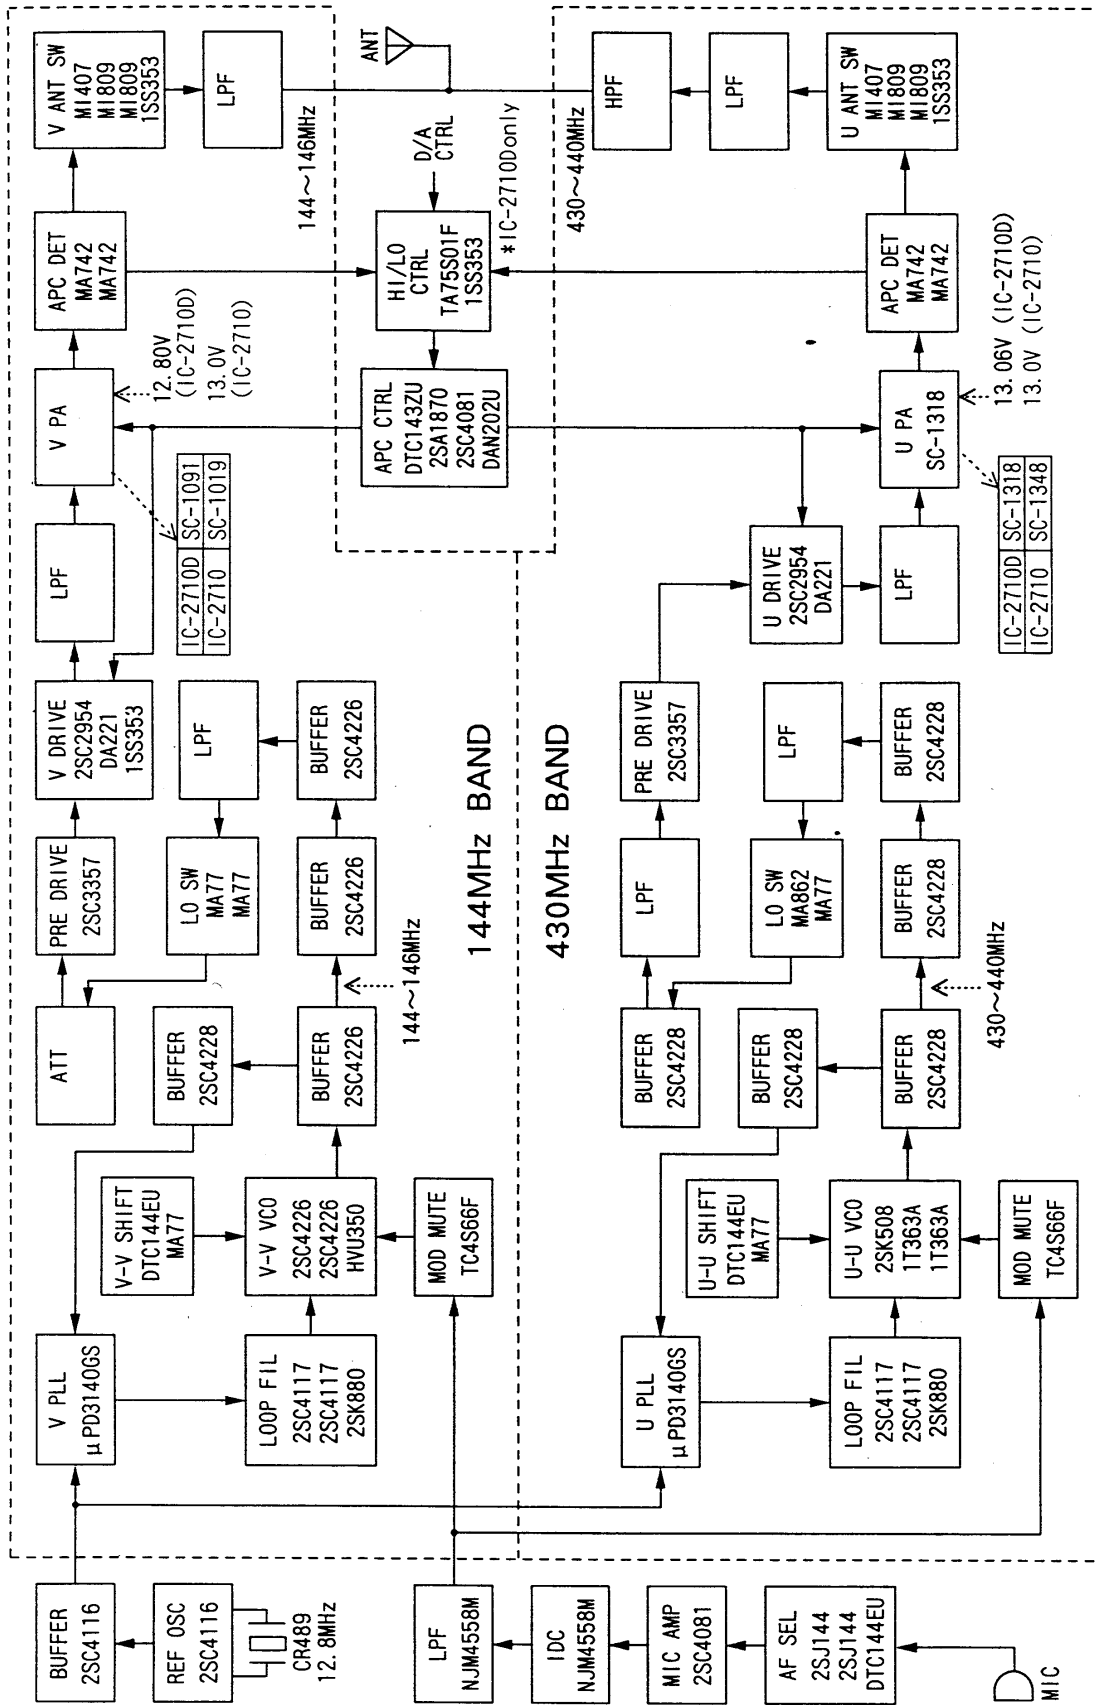 BUFFER
2SC4116
REF OSC
2SC4116
CR489
12.8MHz
LPF
NJM4558M
IDC
NJM4558M
MIC AMP
2SC4081
AF SEL
2SJ144
2SJ144
DTC144EU
MIC
V PLL
μPD3140GS
LOOP FIL
2SC4117
2SC4117
2SK880
V-V SHIFT
DTC144EU
MA77
V-V VCO
2SC4226
2SC4226
HVU350
MOD MUTE
TC4S66F
ATT
BUFFER
2SC4228
BUFFER
2SC4226
144~146MHz
PRE DRIVE
2SC3357
LO SW
MA77
MA77
BUFFER
2SC4226
V DRIVE
2SC2954
DA221
1SS353
LPF
BUFFER
2SC4226
144MHz BAND
LPF
V PA
IC-2710D SC-1091
IC-2710 SC-1019
12.80V
(IC-2710D)
13.0V
(IC-2710)
APC DET
MA742
MA742
V ANT SW
MI407
MI809
MI809
1SS353
LPF
144~146MHz
ANT
APC CTRL
DTC143ZU
2SA1870
2SC4081
DAN202U
HI/LO
CTRL
TA75S01F
1SS353
D/A
CTRL
*IC-2710Donly
U PLL
μPD3140GS
LOOP FIL
2SC4117
2SC4117
2SK880
U-U SHIFT
DTC144EU
MA77
U-U VCO
2SK508
1T363A
1T363A
MOD MUTE
TC4S66F
BUFFER
2SC4228
BUFFER
2SC4228
BUFFER
2SC4228
430~440MHz
LPF
LO SW
MA862
MA77
BUFFER
2SC4228
PRE DRIVE
2SC3357
LPF
BUFFER
2SC4228
430MHz BAND
U DRIVE
2SC2954
DA221
LPF
U PA
SC-1318
IC-2710D SC-1318
IC-2710 SC-1348
13.06V (IC-2710D)
13.0V (IC-2710)
APC DET
MA742
MA742
430~440MHz
HPF
LPF
U ANT SW
MI407
MI809
MI809
1SS353